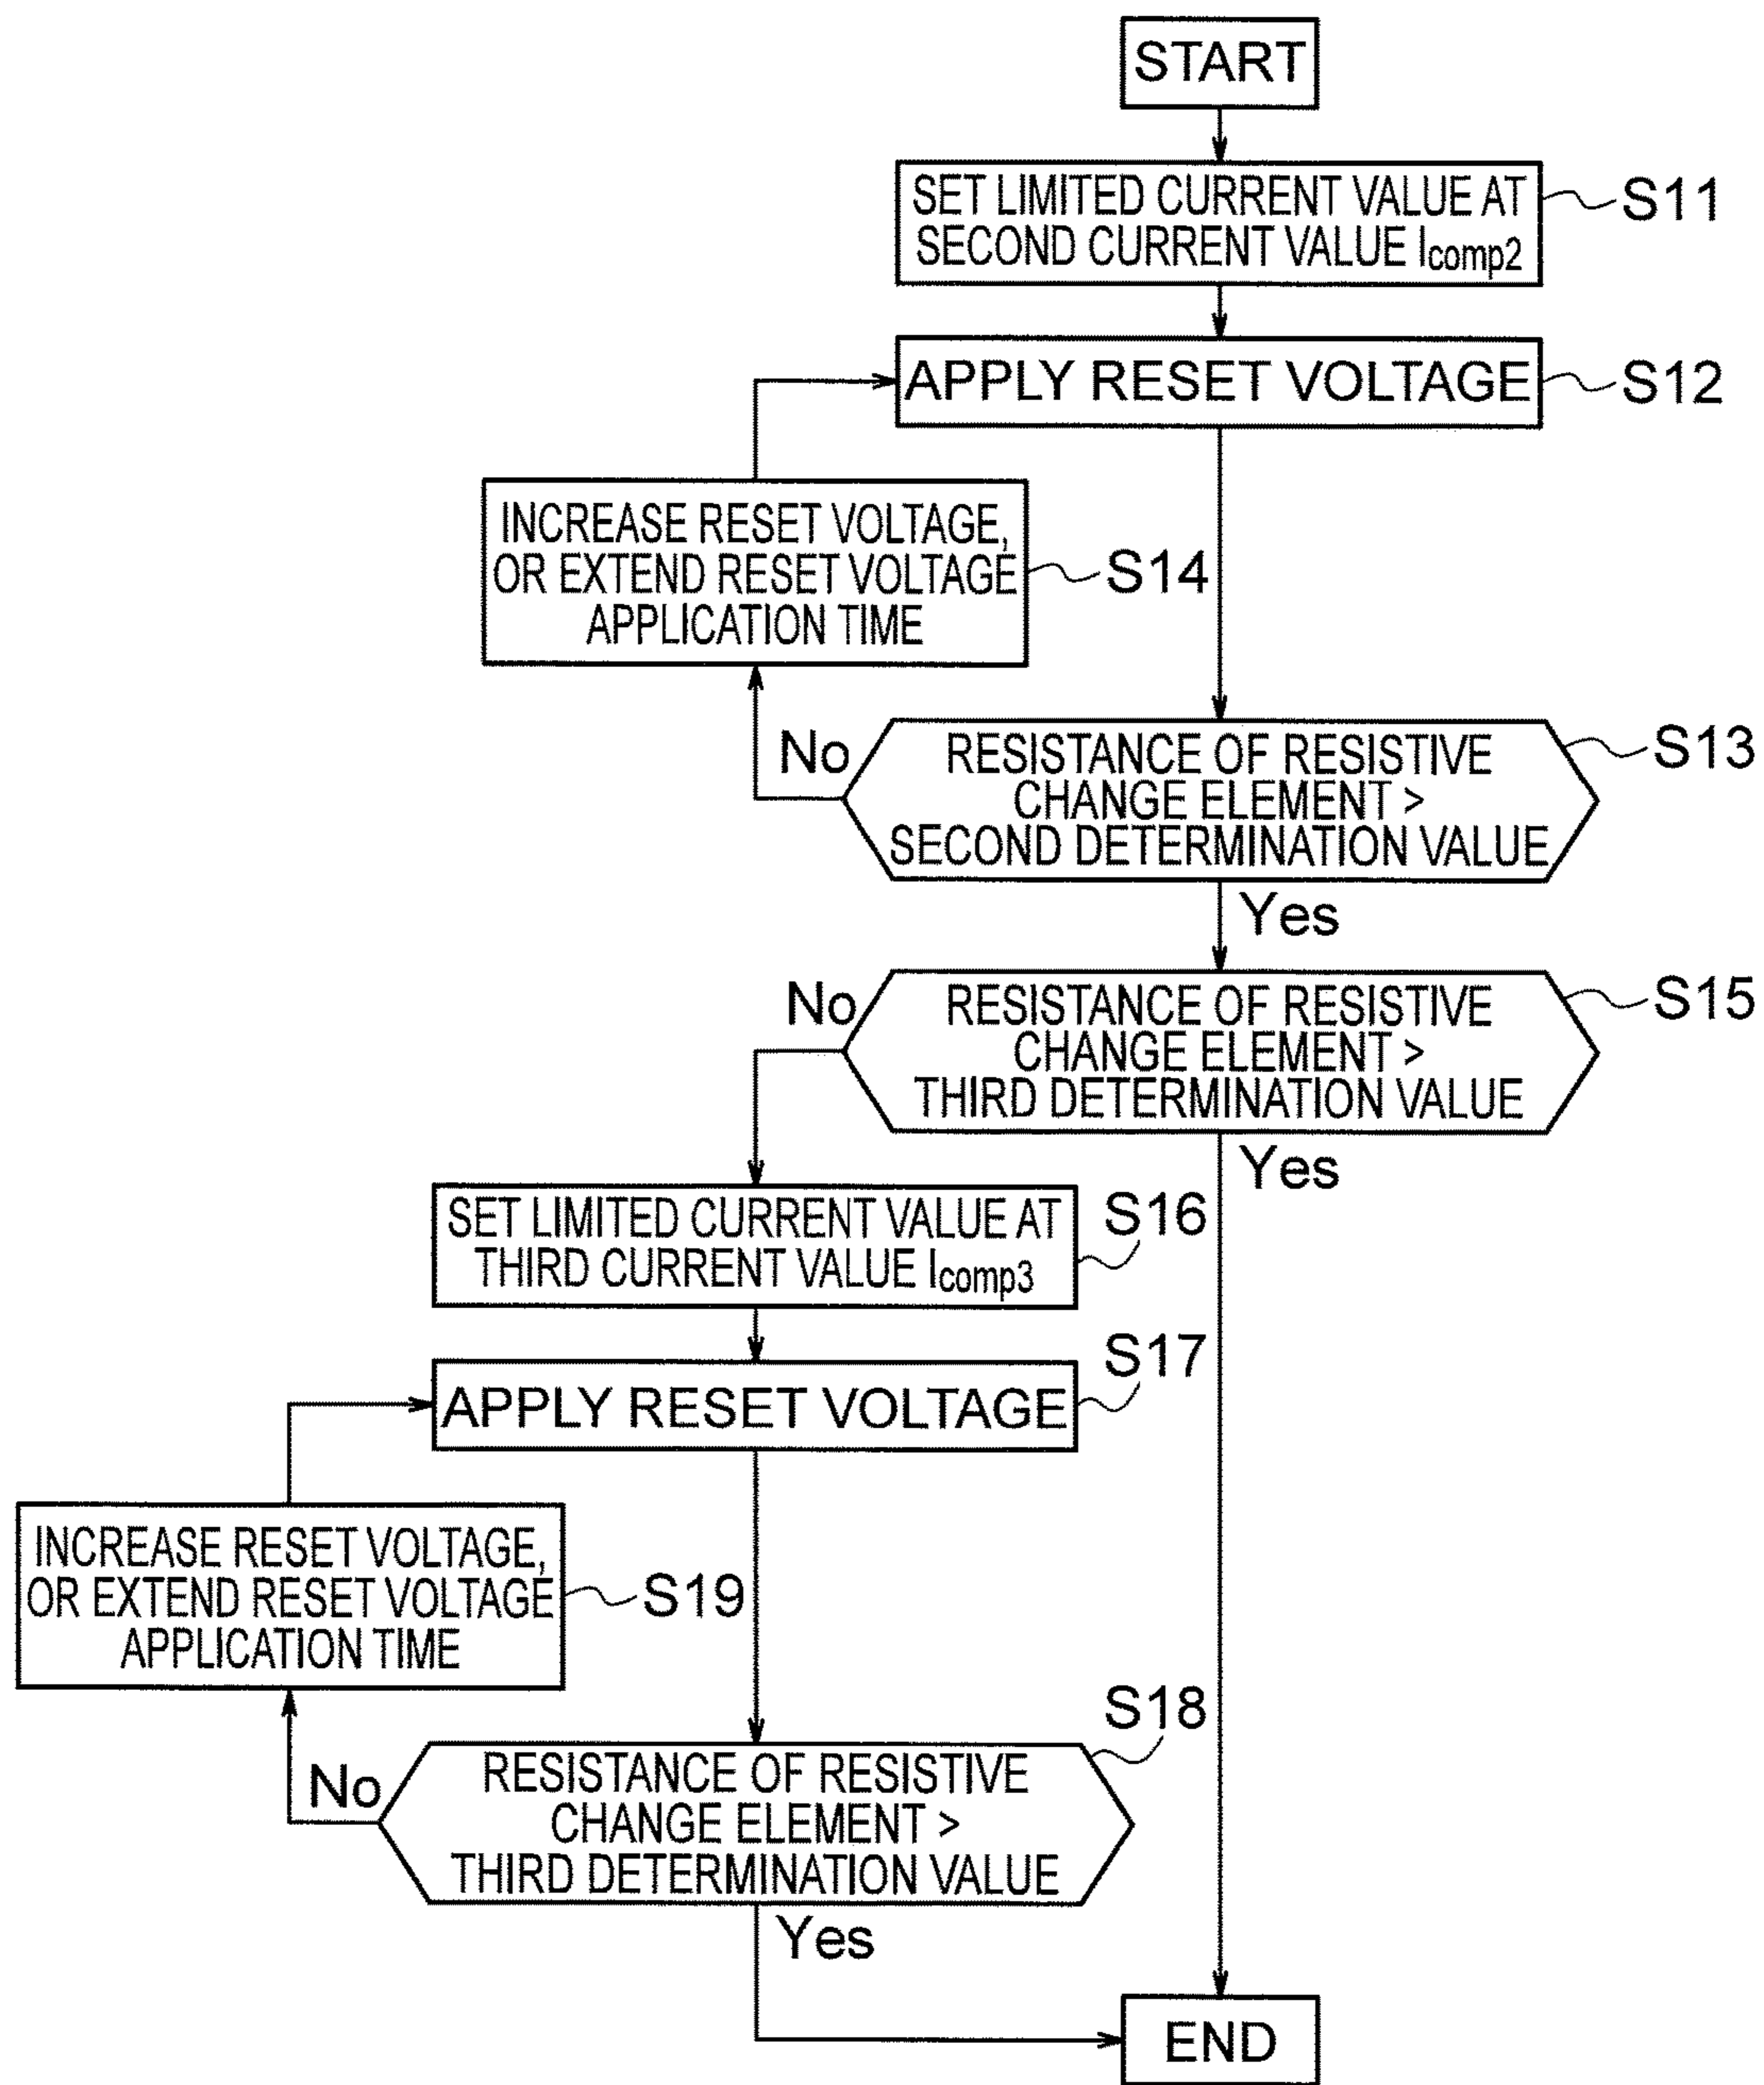 START
SET LIMITED CURRENT VALUE AT
SECOND CURRENT VALUE Icomp2
S11
APPLY RESET VOLTAGE
S12
INCREASE RESET VOLTAGE,
OR EXTEND RESET VOLTAGE
APPLICATION TIME
S14
No
RESISTANCE OF RESISTIVE
CHANGE ELEMENT >
SECOND DETERMINATION VALUE
S13
Yes
No
RESISTANCE OF RESISTIVE
CHANGE ELEMENT >
THIRD DETERMINATION VALUE
S15
Yes
SET LIMITED CURRENT VALUE AT
THIRD CURRENT VALUE Icomp3
S16
APPLY RESET VOLTAGE
S17
INCREASE RESET VOLTAGE,
OR EXTEND RESET VOLTAGE
APPLICATION TIME
S19
No
RESISTANCE OF RESISTIVE
CHANGE ELEMENT >
THIRD DETERMINATION VALUE
S18
Yes
END